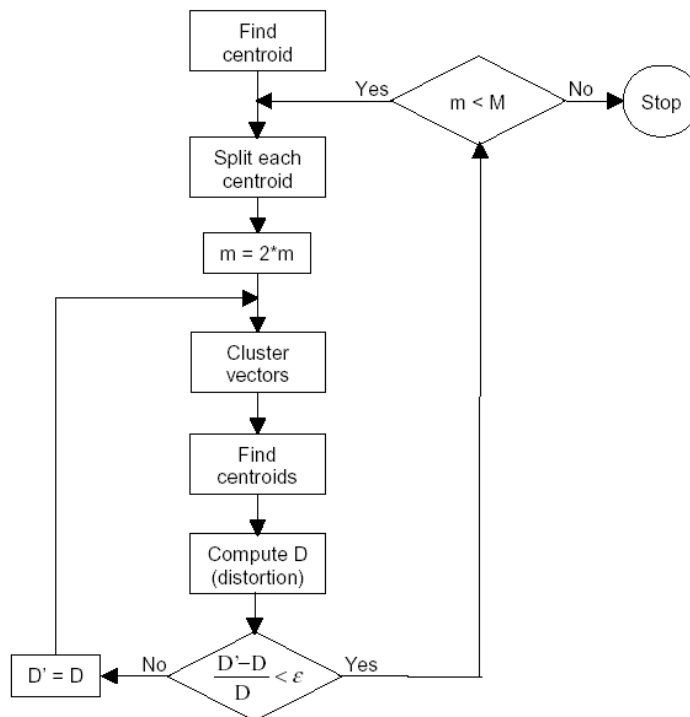 Find
centroid
Yes
m < M
No
Stop
Split each
centroid
m = 2*m
Cluster
vectors
Find
centroids
Compute D
(distortion)
D' = D
No
D'–D
D
< ε
Yes